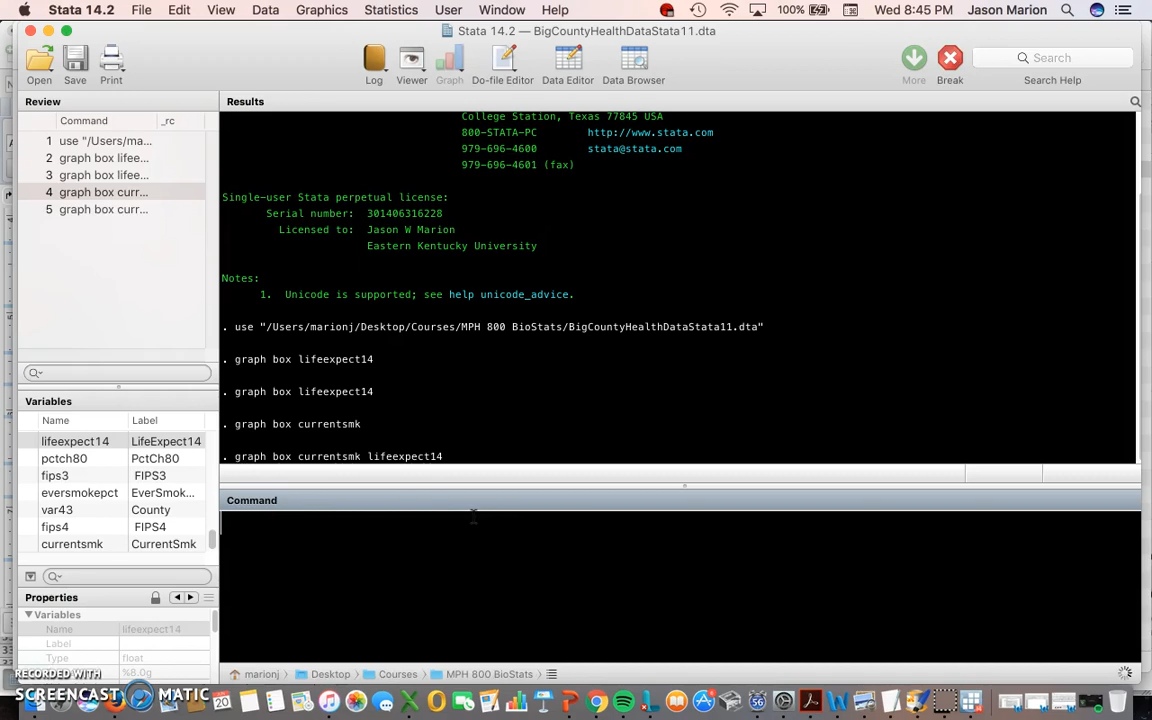 Stata 14.2 File Edit View Data Graphics Statistics User Window Help 100% Wed 8:45 PM Jason Marion
Stata 14.2 — BigCountyHealthDataStata11.dta
Open Save Print Log Viewer Graph Do-file Editor Data Editor Data Browser More Break Search
Search Help
Review
Command _rc
1 use "/Users/ma...
2 graph box lifee...
3 graph box lifee...
4 graph box curr...
5 graph box curr...
Variables
Name Label
lifeexpect14 LifeExpect14
pctch80 PctCh80
fips3 FIPS3
eversmokepct EverSmok...
var43 County
fips4 FIPS4
currentsmk CurrentSmk
Properties
Variables
Name lifeexpect14
Label
Type float
%8.0g
Results
College Station, Texas 77845 USA
800-STATA-PC http://www.stata.com
979-696-4600 stata@stata.com
979-696-4601 (fax)
Single-user Stata perpetual license:
Serial number: 301406316228
Licensed to: Jason W Marion
Eastern Kentucky University
Notes:
1. Unicode is supported; see help unicode_advice.
. use "/Users/marionj/Desktop/Courses/MPH 800 BioStats/BigCountyHealthDataStata11.dta"
. graph box lifeexpect14
. graph box lifeexpect14
. graph box currentsmk
. graph box currentsmk lifeexpect14
Command
marionj Desktop Courses MPH 800 BioStats
RECORDED WITH
SCREENCAST MATIC